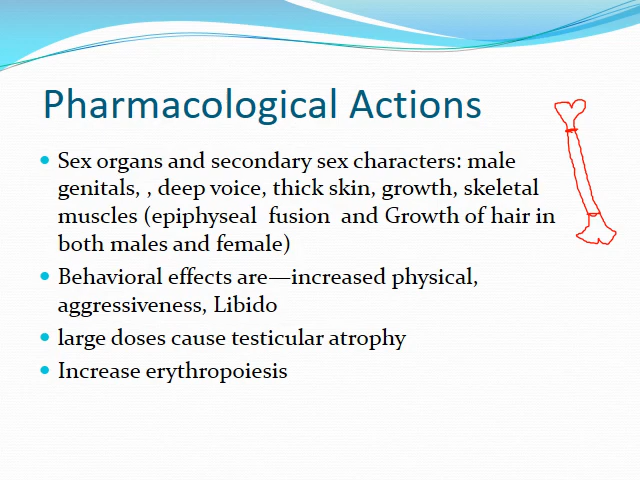 Pharmacological Actions
Sex organs and secondary sex characters: male
genitals, , deep voice, thick skin, growth, skeletal
muscles (epiphyseal  fusion  and Growth of hair in
both males and female)
Behavioral effects are—increased physical,
aggressiveness, Libido
large doses cause testicular atrophy
Increase erythropoiesis